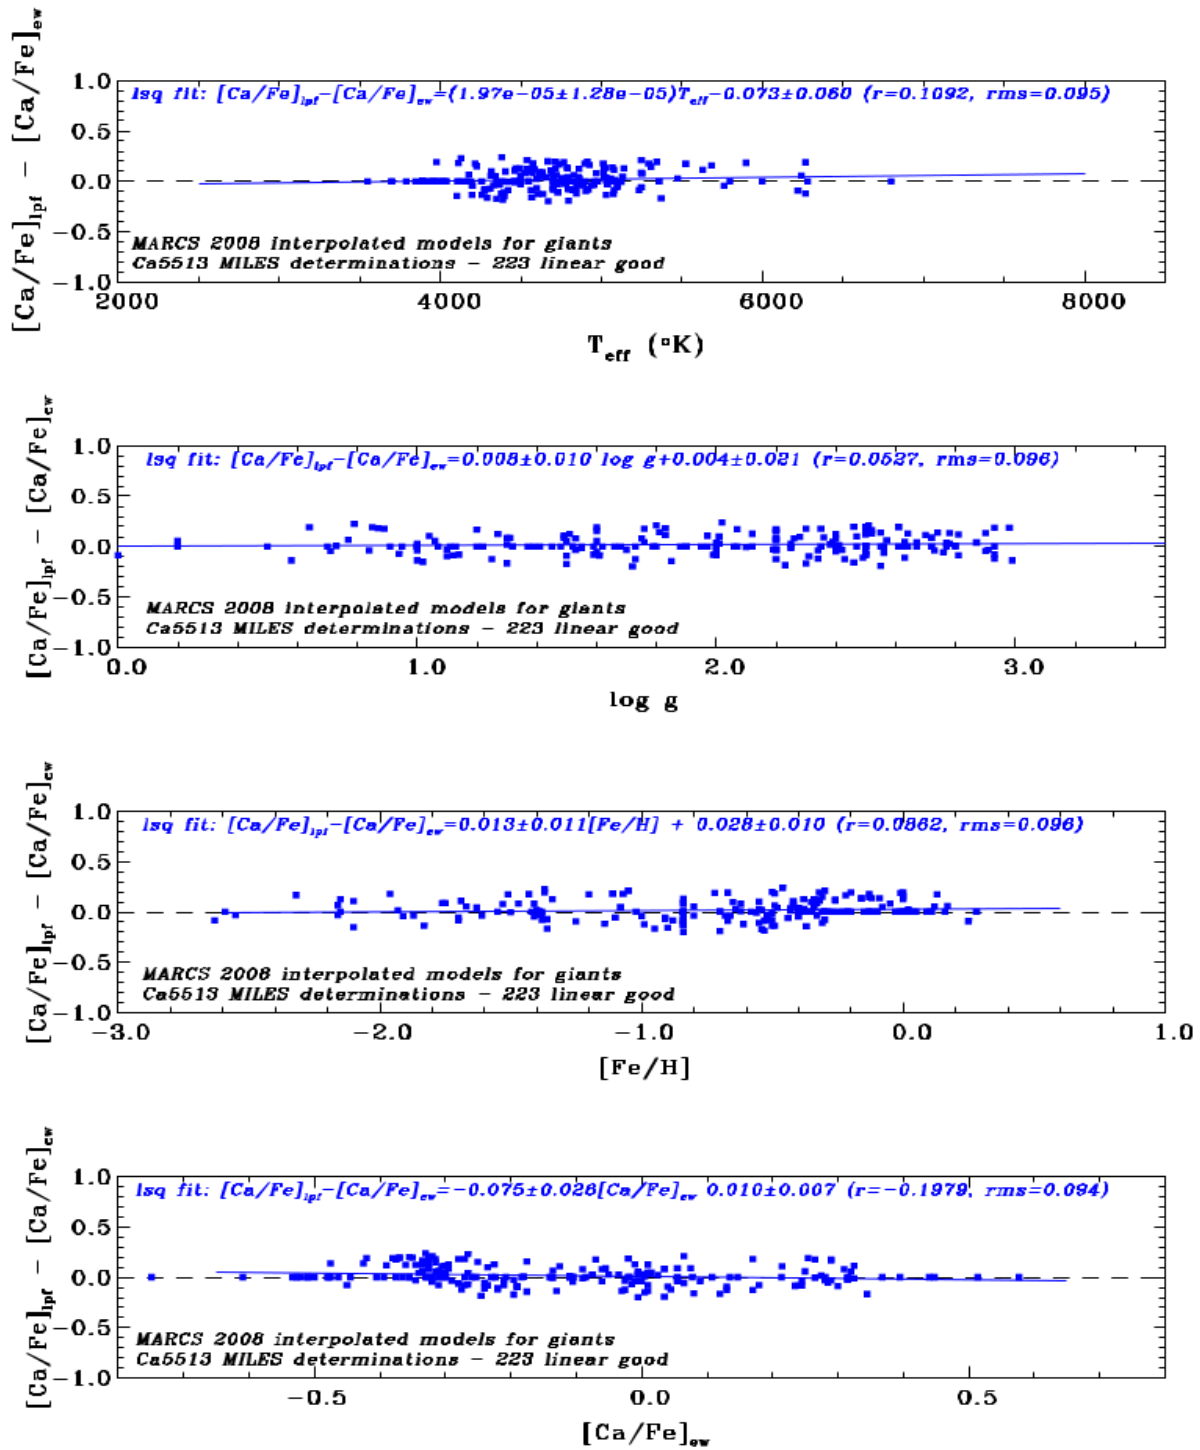 [Ca/Fe]lpf − [Ca/Fe]ew
1.0
0.5
0.0
−0.5
−1.0
lsq fit: [Ca/Fe]lpf−[Ca/Fe]ew=(1.97e−05±1.28e−05)Teff−0.073±0.060 (r=0.1092, rms=0.095)
MARCS 2008 interpolated models for giants
Ca5513 MILES determinations − 223 linear good
2000 4000 6000 8000
Teff (°K)
[Ca/Fe]lpf − [Ca/Fe]ew
1.0
0.5
0.0
−0.5
−1.0
lsq fit: [Ca/Fe]lpf−[Ca/Fe]ew=0.008±0.010 log g+0.004±0.021 (r=0.0527, rms=0.096)
MARCS 2008 interpolated models for giants
Ca5513 MILES determinations − 223 linear good
0.0 1.0 2.0 3.0
log g
[Ca/Fe]lpf − [Ca/Fe]ew
1.0
0.5
0.0
−0.5
−1.0
lsq fit: [Ca/Fe]lpf−[Ca/Fe]ew=0.013±0.011[Fe/H] + 0.028±0.010 (r=0.0862, rms=0.096)
MARCS 2008 interpolated models for giants
Ca5513 MILES determinations − 223 linear good
−3.0 −2.0 −1.0 0.0 1.0
[Fe/H]
[Ca/Fe]lpf − [Ca/Fe]ew
1.0
0.5
0.0
−0.5
−1.0
lsq fit: [Ca/Fe]lpf−[Ca/Fe]ew=−0.075±0.026[Ca/Fe]ew 0.010±0.007 (r=−0.1979, rms=0.094)
MARCS 2008 interpolated models for giants
Ca5513 MILES determinations − 223 linear good
−0.5 0.0 0.5
[Ca/Fe]ew